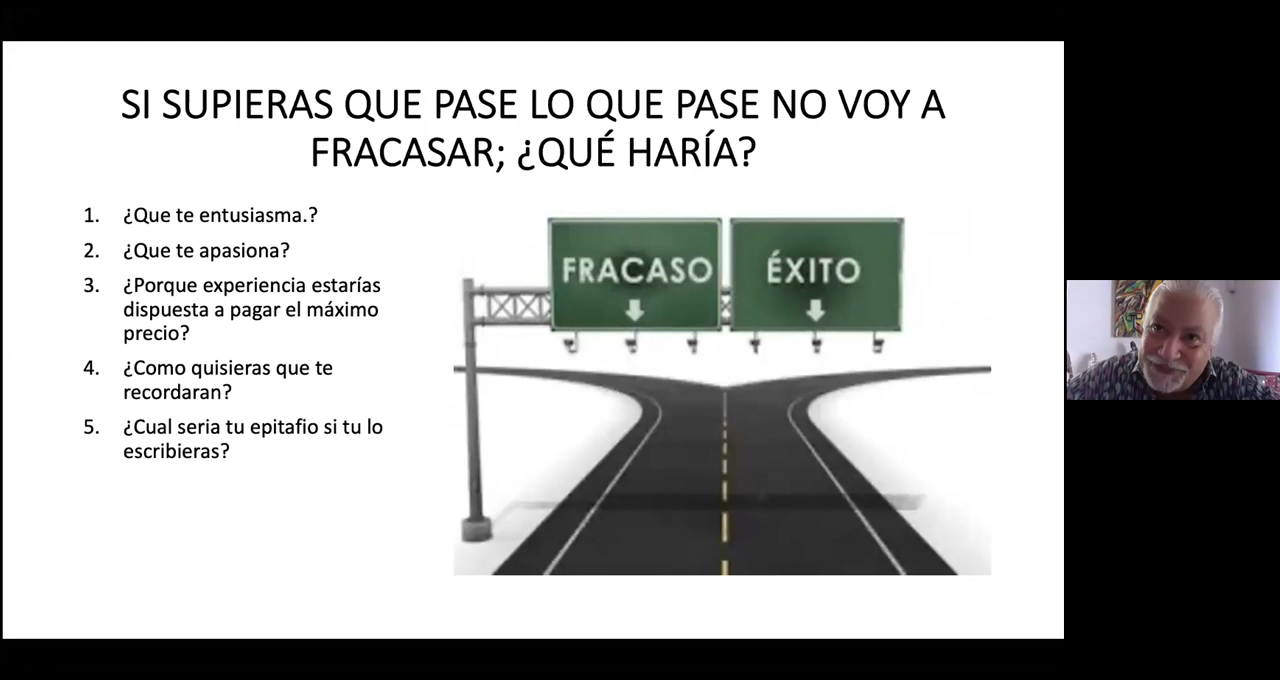 SI SUPIERAS QUE PASE LO QUE PASE NO VOY A
FRACASAR; ¿QUÉ HARÍA?
1. ¿Que te entusiasma.?
2. ¿Que te apasiona?
3. ¿Porque experiencia estarías
dispuesta a pagar el máximo
precio?
4. ¿Como quisieras que te
recordaran?
5. ¿Cual seria tu epitafio si tu lo
escribieras?
FRACASO
ÉXITO